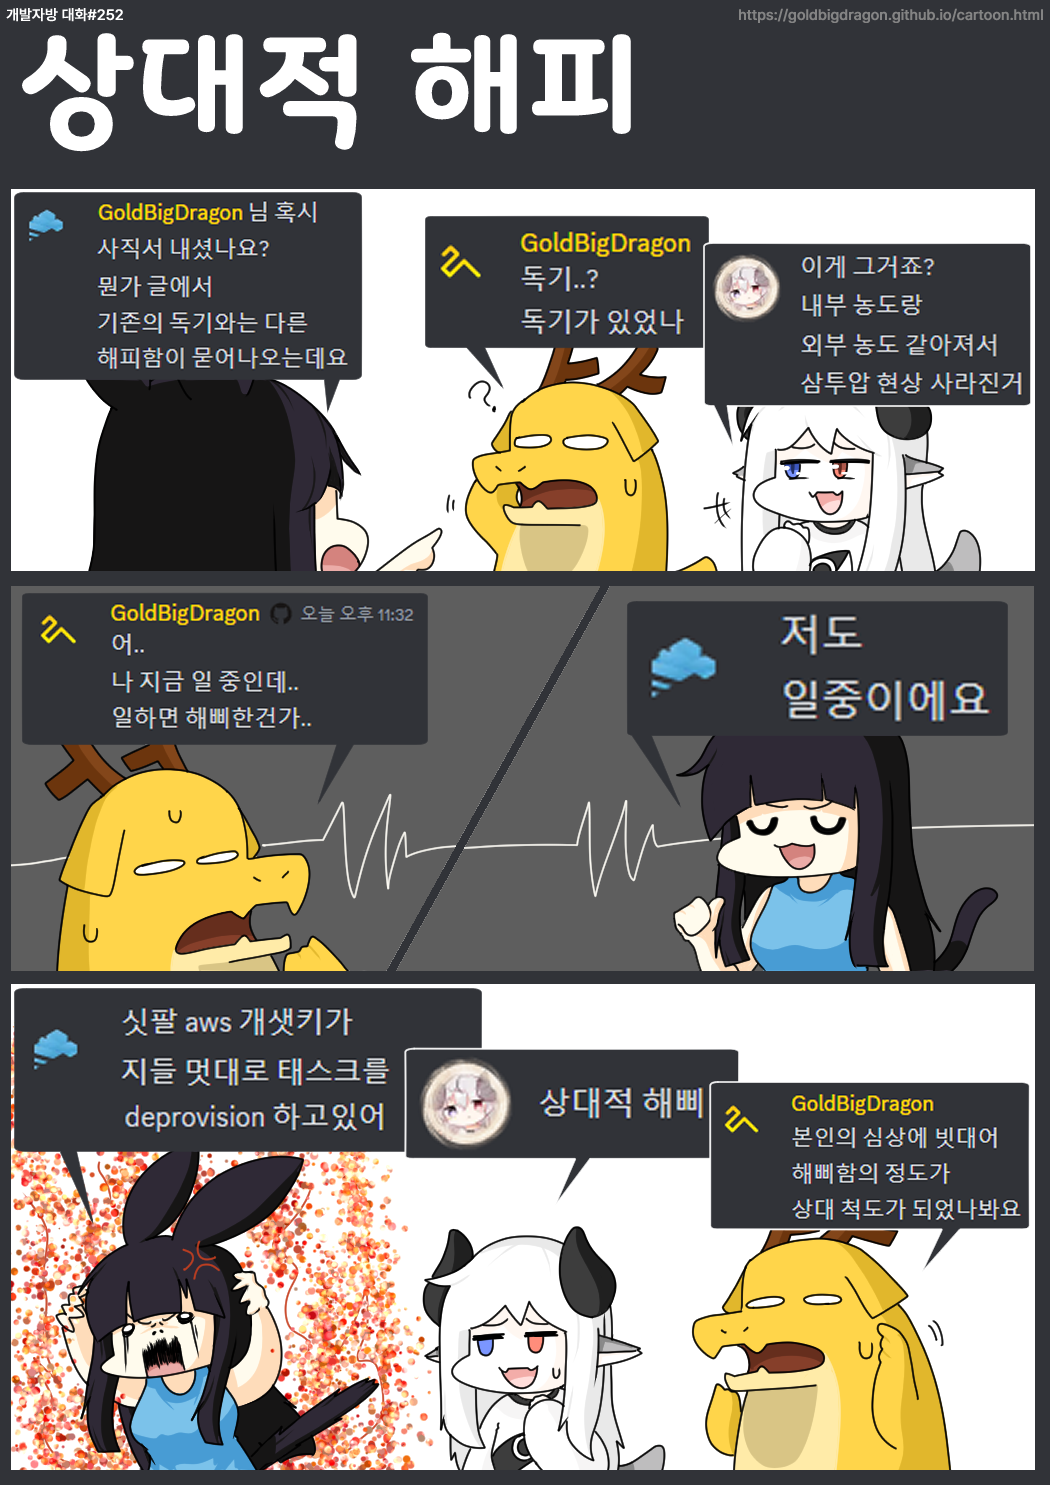 개발자방 대화#252
https://goldbigdragon.github.io/cartoon.html
상대적 해피
GoldBigDragon 님 혹시
사직서 내셨나요?
뭔가 글에서
기존의 독기와는 다른
해피함이 묻어나오는데요
GoldBigDragon
독기..?
독기가 있었나
이게 그거죠?
내부 농도랑
외부 농도 같아져서
삼투압 현상 사라진거
?
GoldBigDragon 오늘 오후 11:32
어..
나 지금 일 중인데..
일하면 해삐한건가..
저도
일중이에요
싯팔 aws 개샛키가
지들 멋대로 태스크를
deprovision 하고있어
상대적 해삐
GoldBigDragon
본인의 심상에 빗대어
해삐함의 정도가
상대 척도가 되었나봐요